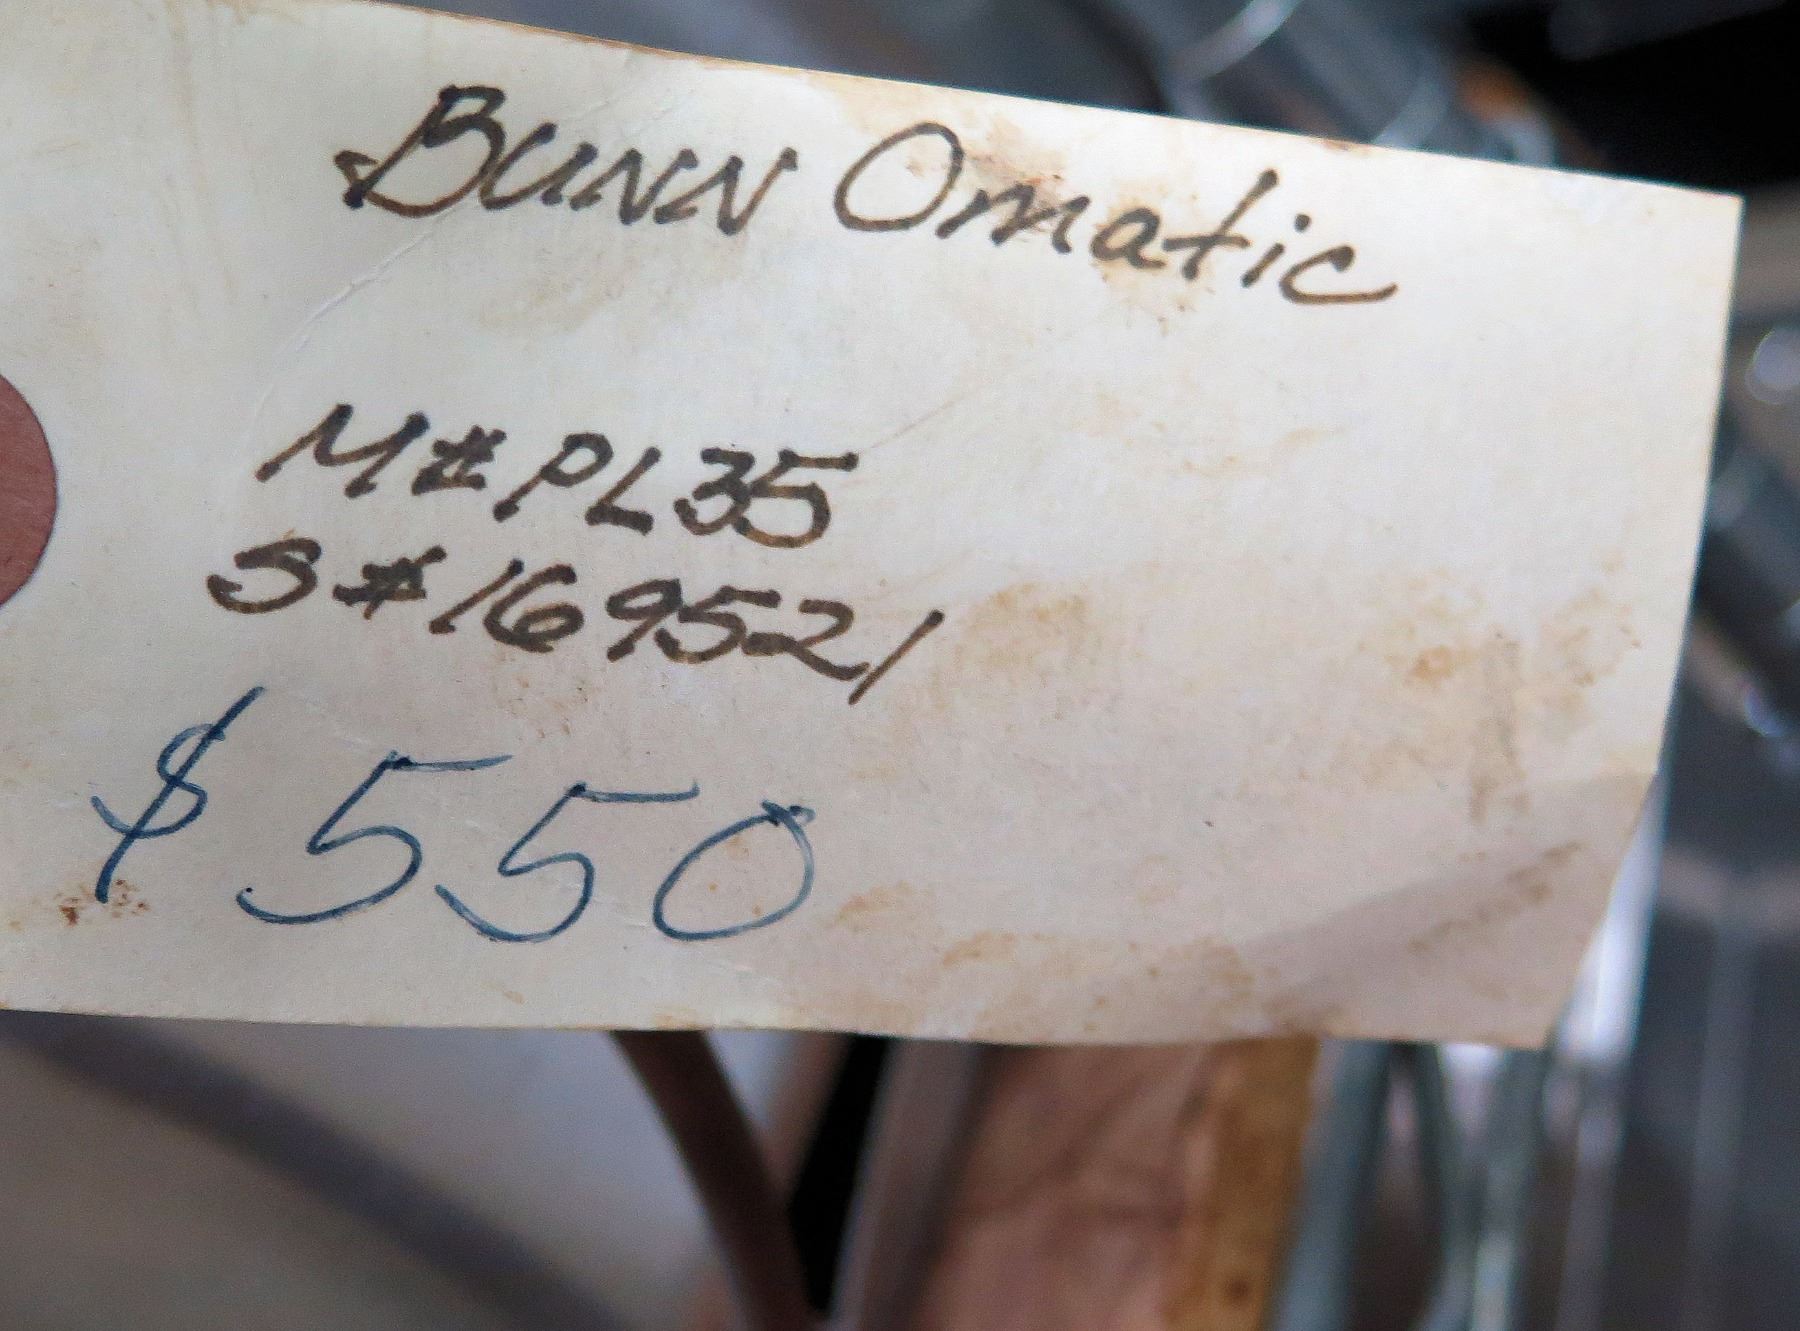 Bunn Omatic
M# PL35
S# 169521
$550